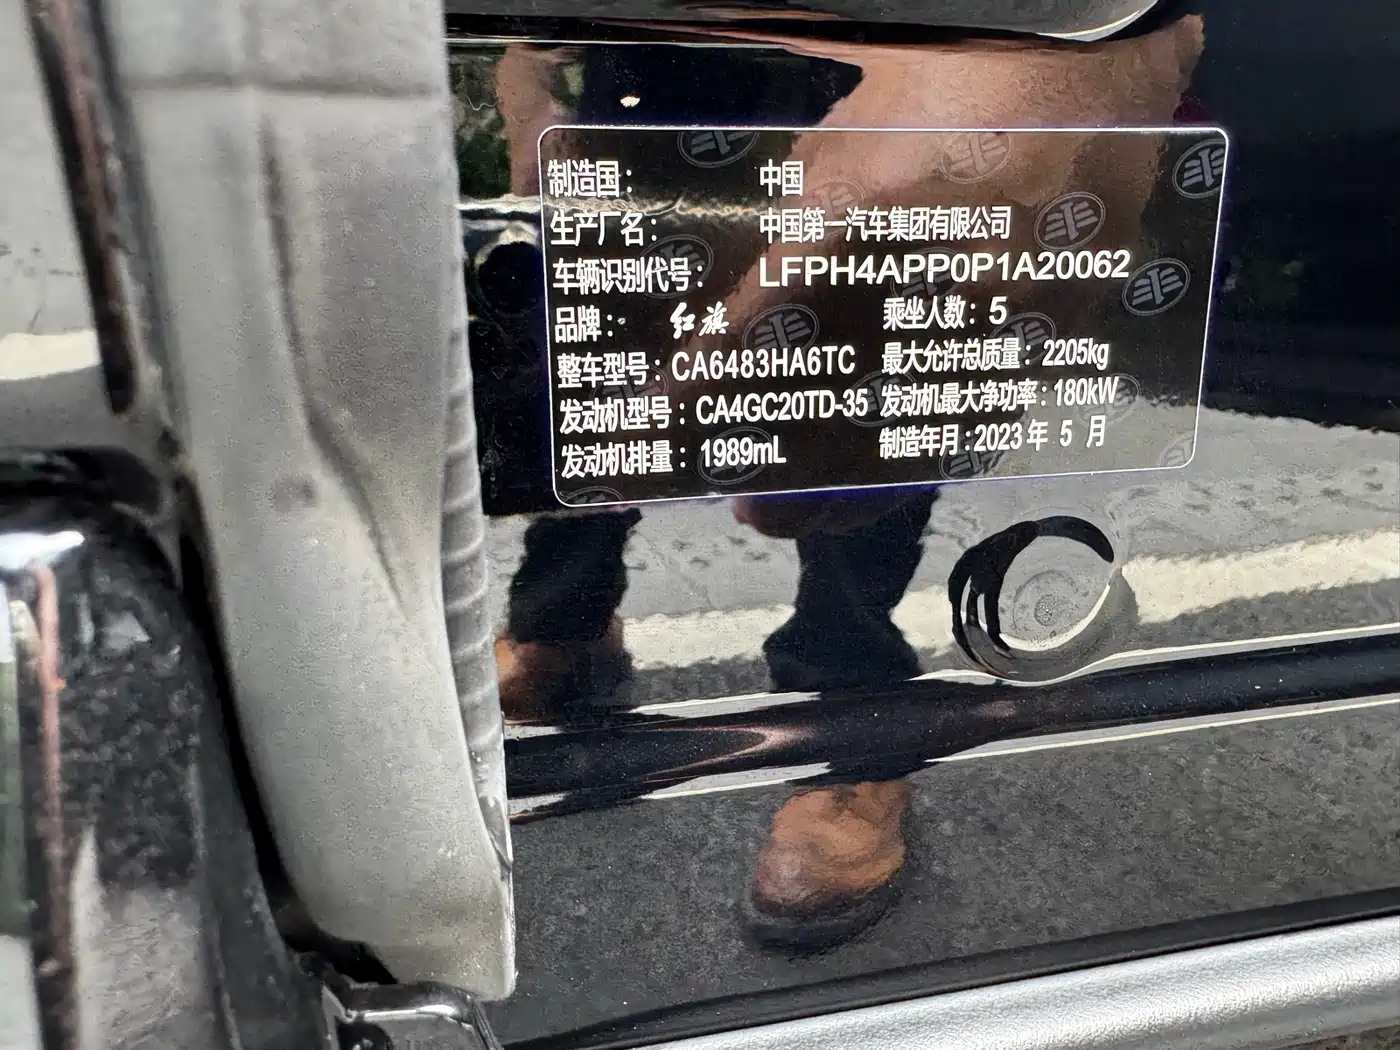 制造国： 中国
生产厂名： 中国第一汽车集团有限公司
车辆识别代号： LFPH4APP0P1A20062
品牌： 红旗 乘坐人数：5
整车型号：CA6483HA6TC 最大允许总质量：2205kg
发动机型号：CA4GC20TD-35 发动机最大净功率：180kW
发动机排量：1989mL 制造年月：2023年 5 月